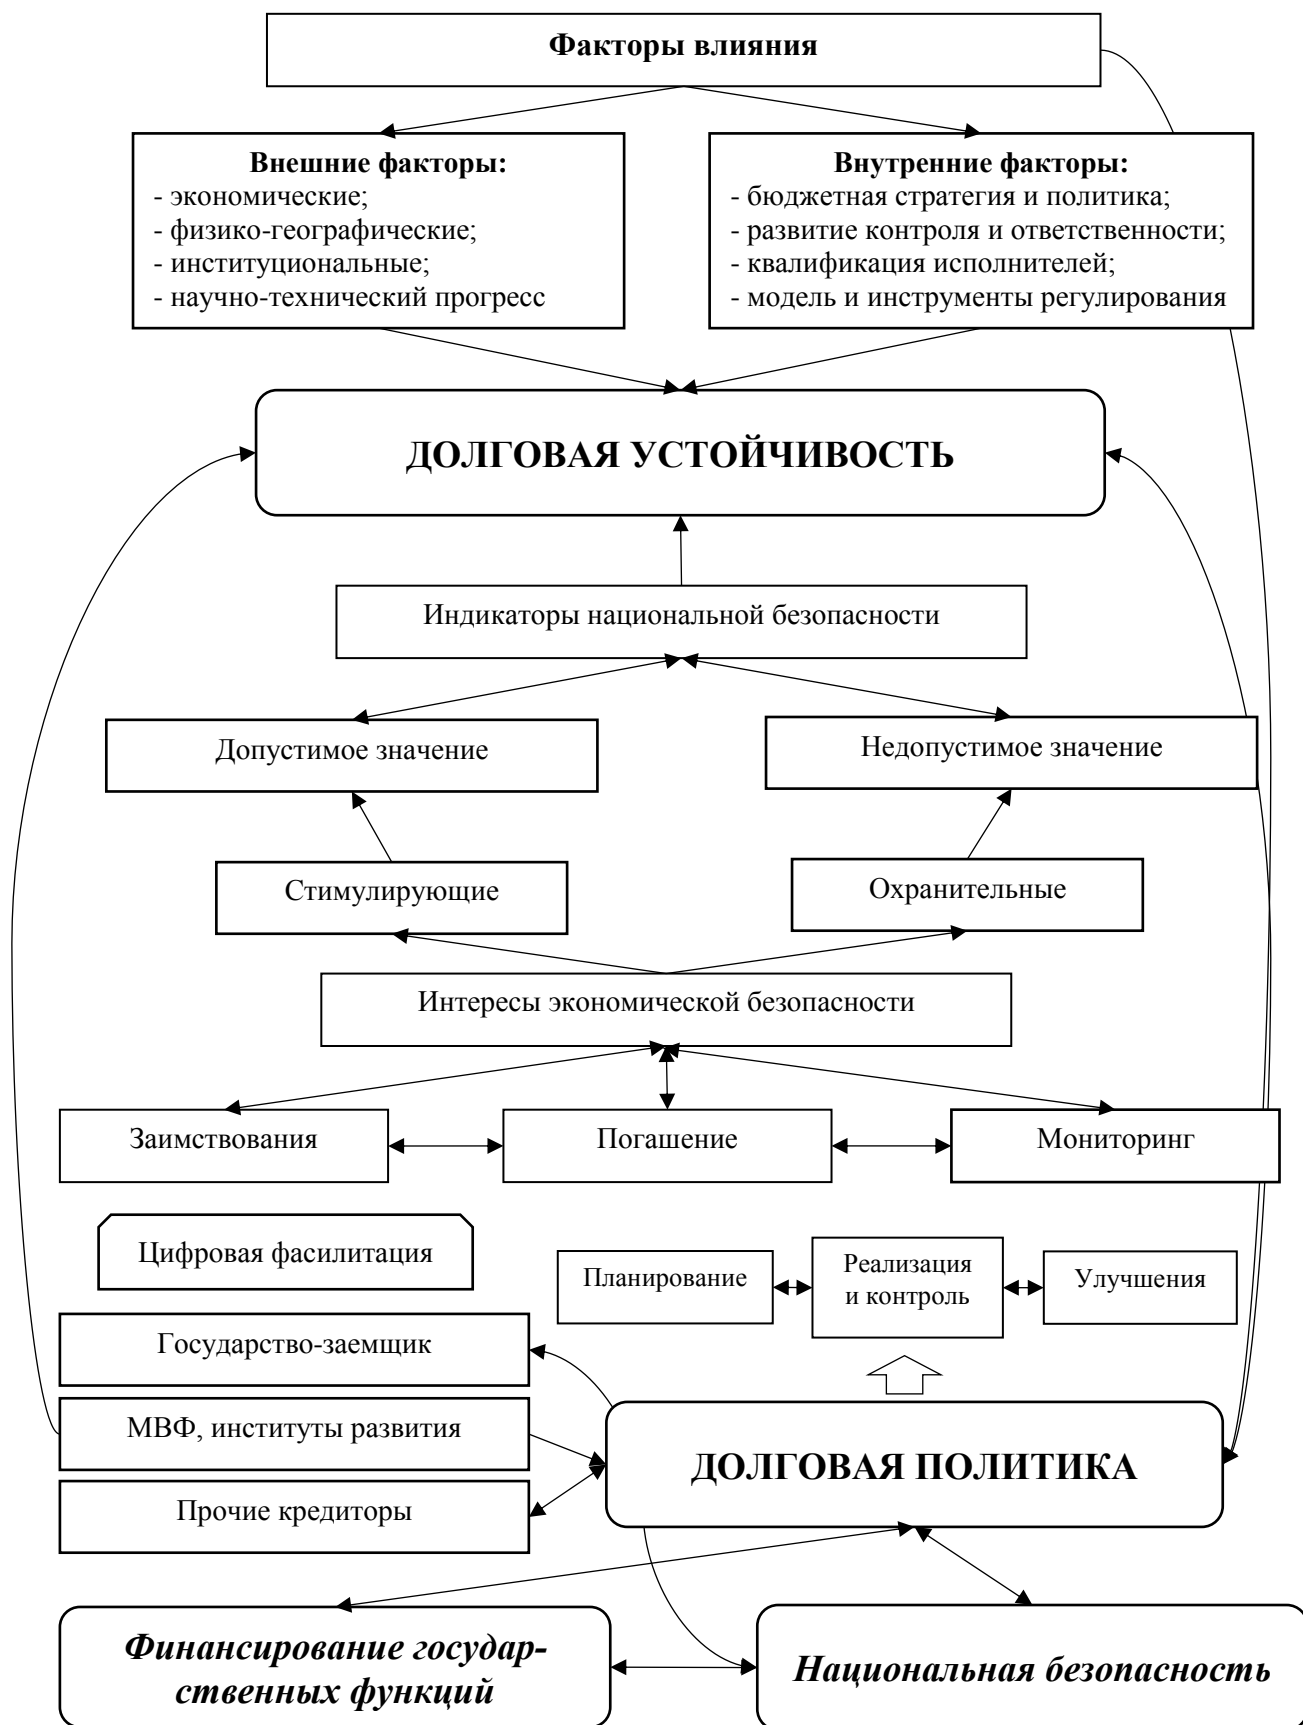 Факторы влияния
Внешние факторы:
- экономические;
- физико-географические;
- институциональные;
- научно-технический прогресс
Внутренние факторы:
- бюджетная стратегия и политика;
- развитие контроля и ответственности;
- квалификация исполнителей;
- модель и инструменты регулирования
ДОЛГОВАЯ УСТОЙЧИВОСТЬ
Индикаторы национальной безопасности
Допустимое значение
Недопустимое значение
Стимулирующие
Охранительные
Интересы экономической безопасности
Заимствования
Погашение
Мониторинг
Цифровая фасилитация
Планирование
Реализация
и контроль
Улучшения
Государство-заемщик
МВФ, институты развития
Прочие кредиторы
ДОЛГОВАЯ ПОЛИТИКА
Финансирование государ-
ственных функций
Национальная безопасность